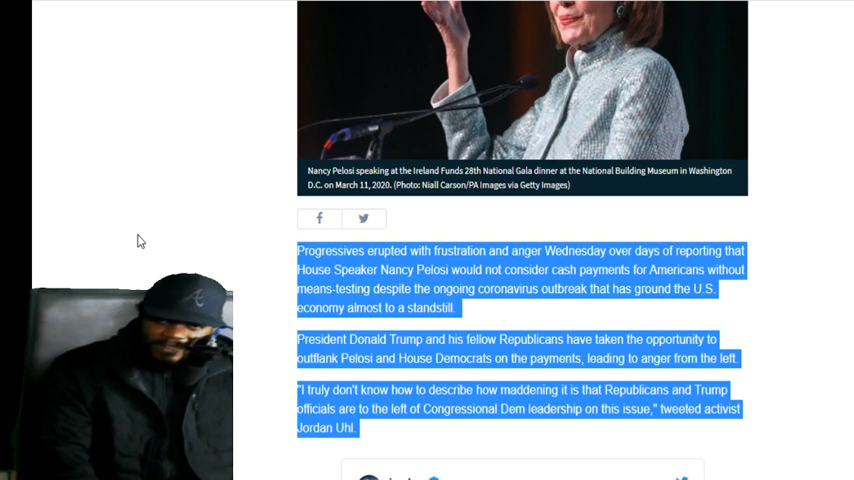 Nancy Pelosi speaking at the Ireland Funds 28th National Gala dinner at the National Building Museum in Washington
D.C. on March 11, 2020. (Photo: Niall Carson/PA Images via Getty Images)
Progressives erupted with frustration and anger Wednesday over days of reporting that
House Speaker Nancy Pelosi would not consider cash payments for Americans without
means-testing despite the ongoing coronavirus outbreak that has ground the U.S.
economy almost to a standstill.
President Donald Trump and his fellow Republicans have taken the opportunity to
outflank Pelosi and House Democrats on the payments, leading to anger from the left.
"I truly don't know how to describe how maddening it is that Republicans and Trump
officials are to the left of Congressional Dem leadership on this issue," tweeted activist
Jordan Uhl.